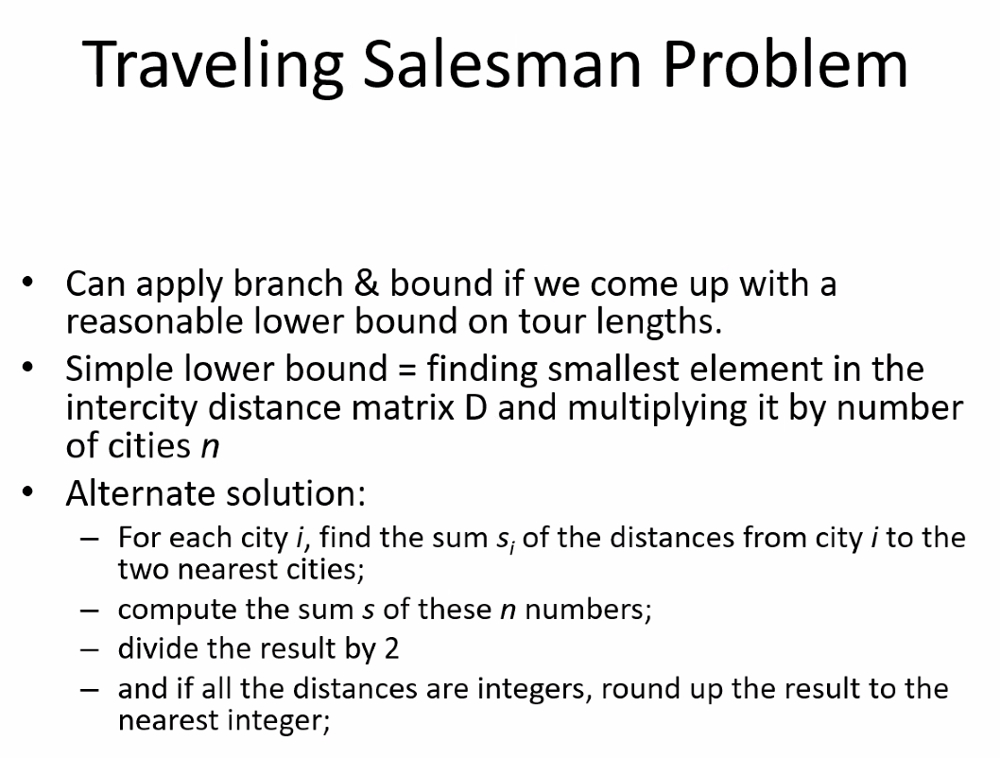 Traveling Salesman Problem
• Can apply branch & bound if we come up with a
reasonable lower bound on tour lengths.
• Simple lower bound = finding smallest element in the
intercity distance matrix D and multiplying it by number
of cities n
• Alternate solution:
– For each city i, find the sum sᵢ of the distances from city i to the
two nearest cities;
– compute the sum s of these n numbers;
– divide the result by 2
– and if all the distances are integers, round up the result to the
nearest integer;